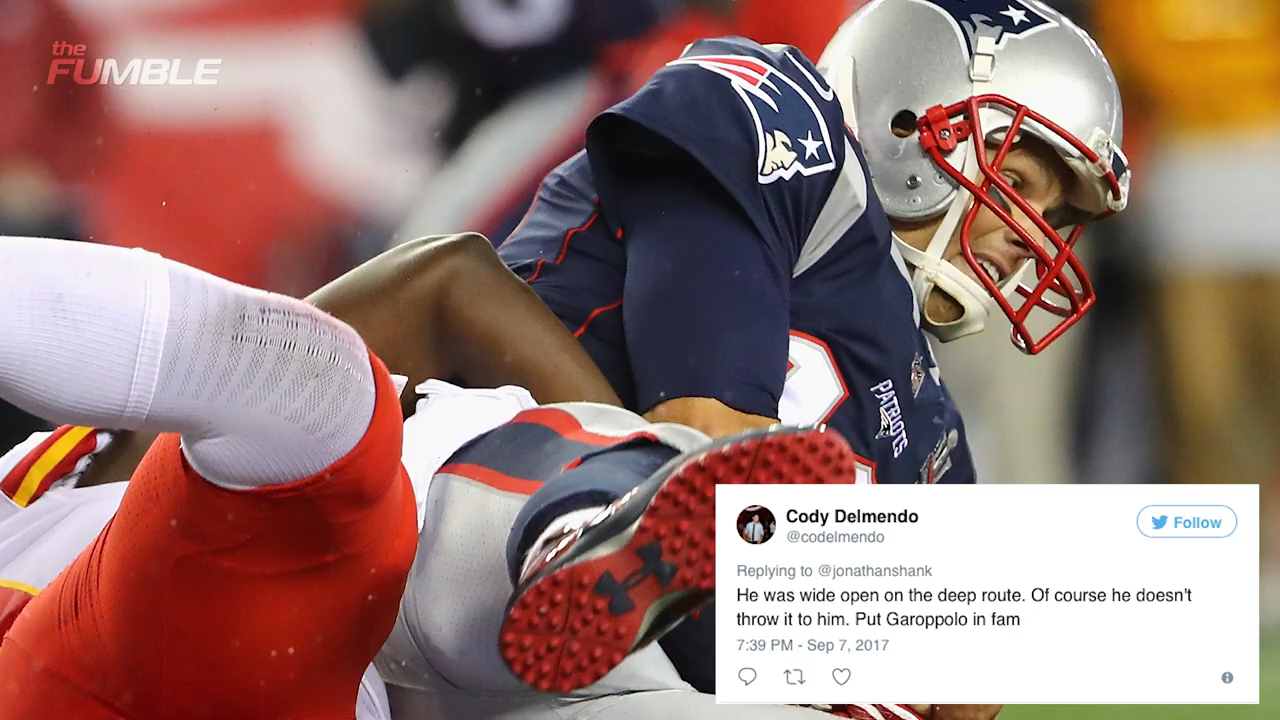 the
FUMBLE
PATRIOTS
Cody Delmendo
@codelmendo
Follow
Replying to @jonathanshank
He was wide open on the deep route. Of course he doesn't
throw it to him. Put Garoppolo in fam
7:39 PM - Sep 7, 2017